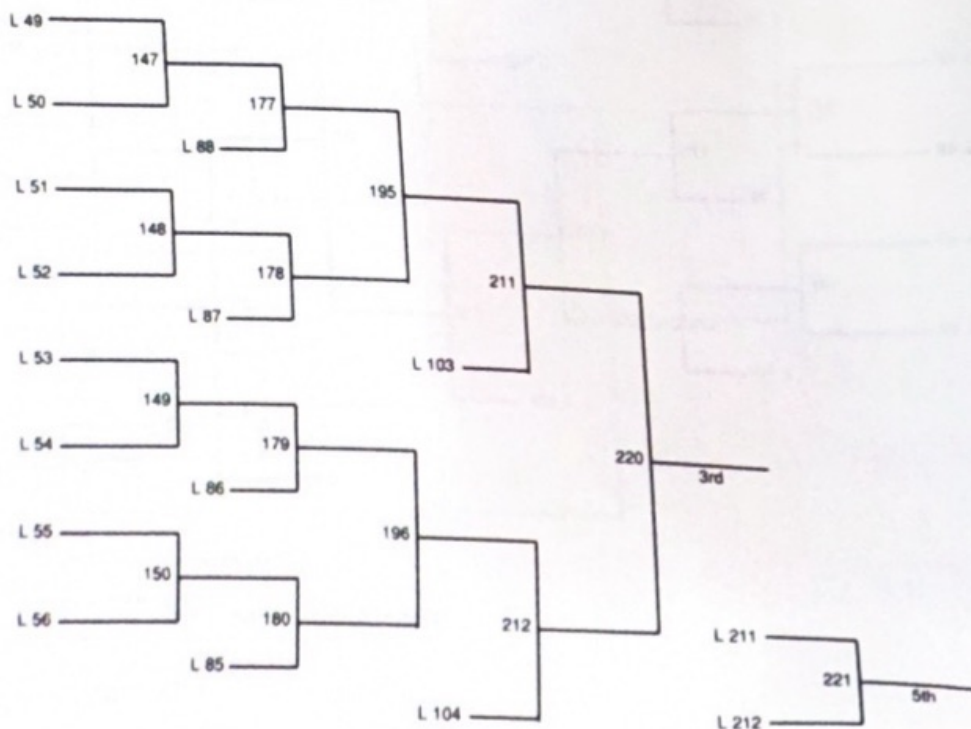 L 49
147
L 50
177
L 88
L 51
195
148
L 52
178
211
L 87
L 53
L 103
149
L 54
179
220
3rd
L 86
L 55
196
150
L 56
180
212
L 211
L 85
221
5th
L 104
L 212